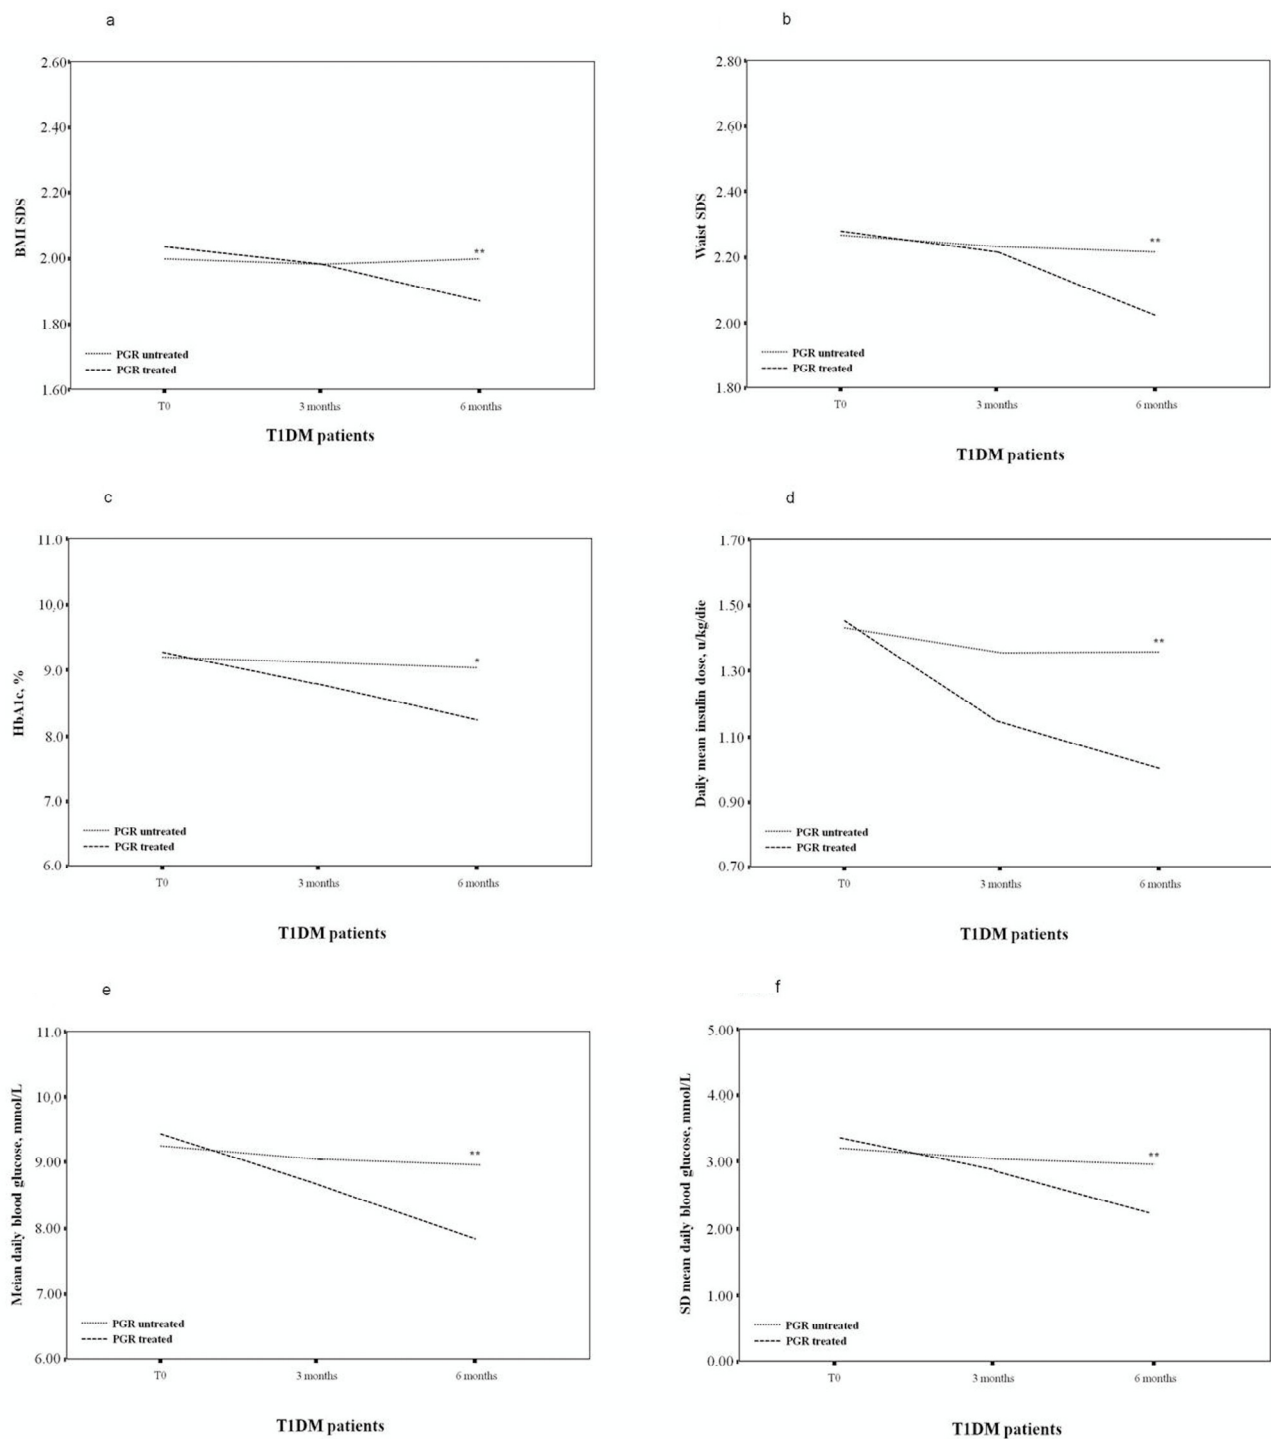 a
2.60
2.40
2.20
2.00
1.80
1.60
BMI SDS
**
PGR untreated
PGR treated
T0 3 months 6 months
T1DM patients
b
2.80
2.60
2.40
2.20
2.00
1.80
Waist SDS
**
PGR untreated
PGR treated
T0 3 months 6 months
T1DM patients
c
11.0
10,0
9.0
8.0
7.0
6.0
HbA1c, %
*
PGR untreated
PGR treated
T0 3 months 6 months
T1DM patients
d
1.70
1.50
1.30
1.10
0.90
0.70
Daily mean insulin dose, u/kg/die
**
PGR untreated
PGR treated
T0 3 months 6 months
T1DM patients
e
11.0
10,0
9.00
8.00
7.00
6.00
Meian daily blood glucose, mmol/L
**
PGR untreated
PGR treated
T0 3 months 6 months
T1DM patients
f
5.00
4.00
3.00
2.00
1.00
0.00
SD mean daily blood glucose, mmol/L
**
PGR untreated
PGR treated
T0 3 months 6 months
T1DM patients